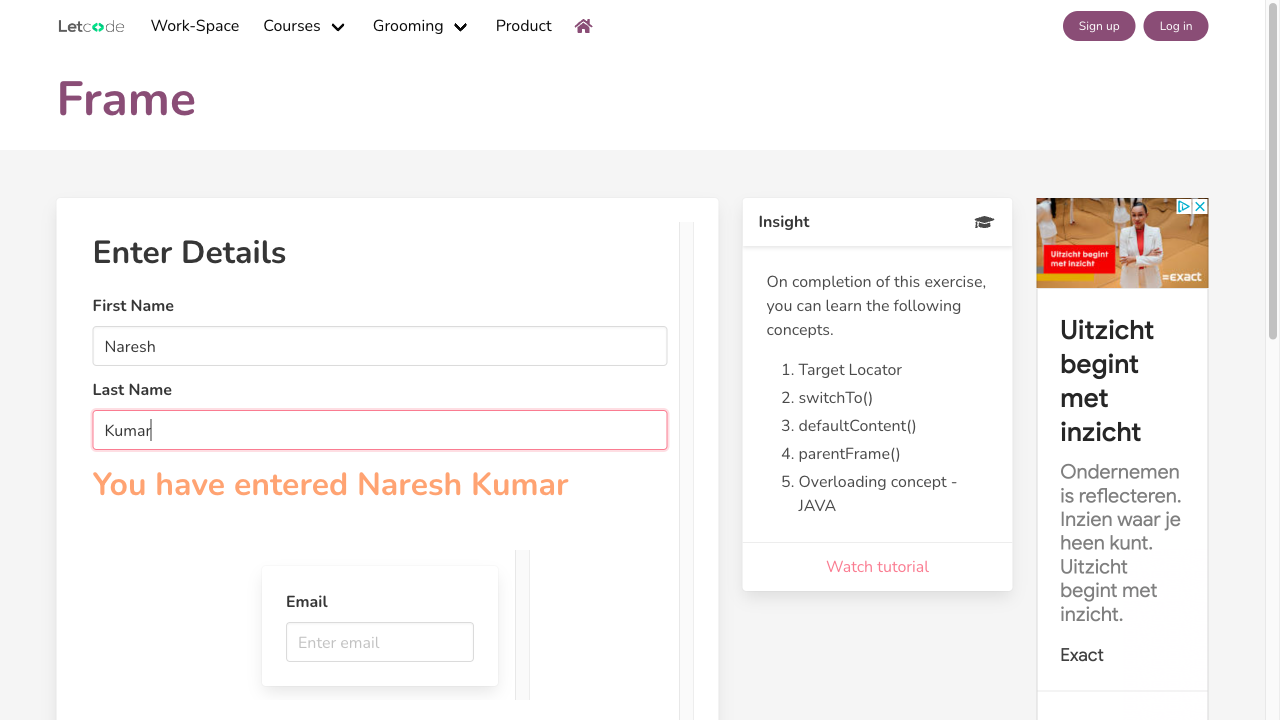 Letcode Work-Space Courses Grooming Product Sign up Log in
Frame
Enter Details
First Name
Naresh
Last Name
Kumar
You have entered Naresh Kumar
Email
Enter email
Insight
On completion of this exercise,
you can learn the following
concepts.
1. Target Locator
2. switchTo()
3. defaultContent()
4. parentFrame()
5. Overloading concept -
JAVA
Watch tutorial
Uitzicht begint
met inzicht
=exact
Uitzicht
begint
met
inzicht
Ondernemen
is reflecteren.
Inzien waar je
heen kunt.
Uitzicht
begint met
inzicht.
Exact